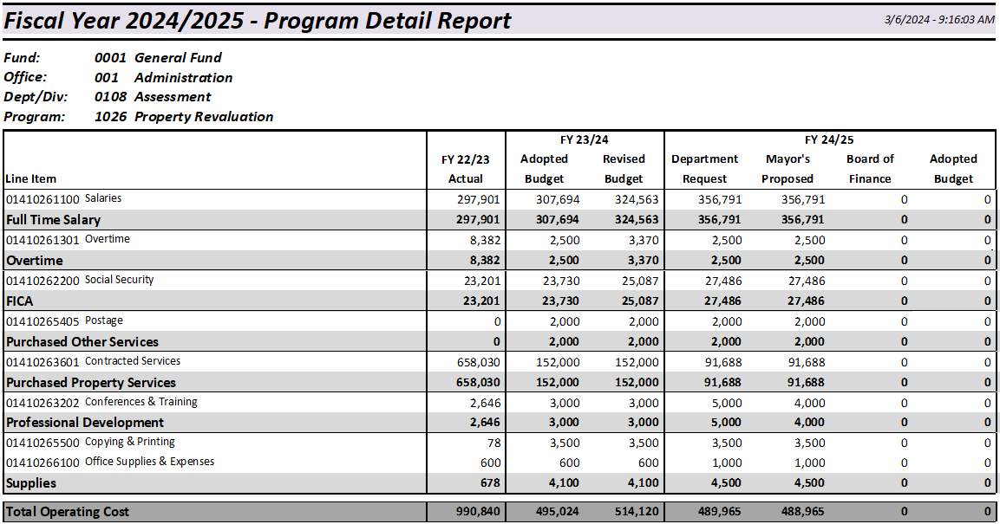 Fiscal Year 2024/2025 - Program Detail Report 3/6/2024 - 9:16:03 AM
Fund: 0001 General Fund
Office: 001 Administration
Dept/Div: 0108 Assessment
Program: 1026 Property Revaluation
FY 23/24 FY 24/25
FY 22/23 Adopted Revised Department Mayor's Board of Adopted
Line Item Actual Budget Budget Request Proposed Finance Budget
01410261100 Salaries 297,901 307,694 324,563 356,791 356,791 0 0
Full Time Salary 297,901 307,694 324,563 356,791 356,791 0 0
01410261301 Overtime 8,382 2,500 3,370 2,500 2,500 0 0
Overtime 8,382 2,500 3,370 2,500 2,500 0 0
01410262200 Social Security 23,201 23,730 25,087 27,486 27,486 0 0
FICA 23,201 23,730 25,087 27,486 27,486 0 0
01410265405 Postage 0 2,000 2,000 2,000 2,000 0 0
Purchased Other Services 0 2,000 2,000 2,000 2,000 0 0
01410263601 Contracted Services 658,030 152,000 152,000 91,688 91,688 0 0
Purchased Property Services 658,030 152,000 152,000 91,688 91,688 0 0
01410263202 Conferences & Training 2,646 3,000 3,000 5,000 4,000 0 0
Professional Development 2,646 3,000 3,000 5,000 4,000 0 0
01410265500 Copying & Printing 78 3,500 3,500 3,500 3,500 0 0
01410266100 Office Supplies & Expenses 600 600 600 1,000 1,000 0 0
Supplies 678 4,100 4,100 4,500 4,500 0 0
Total Operating Cost 990,840 495,024 514,120 489,965 488,965 0 0